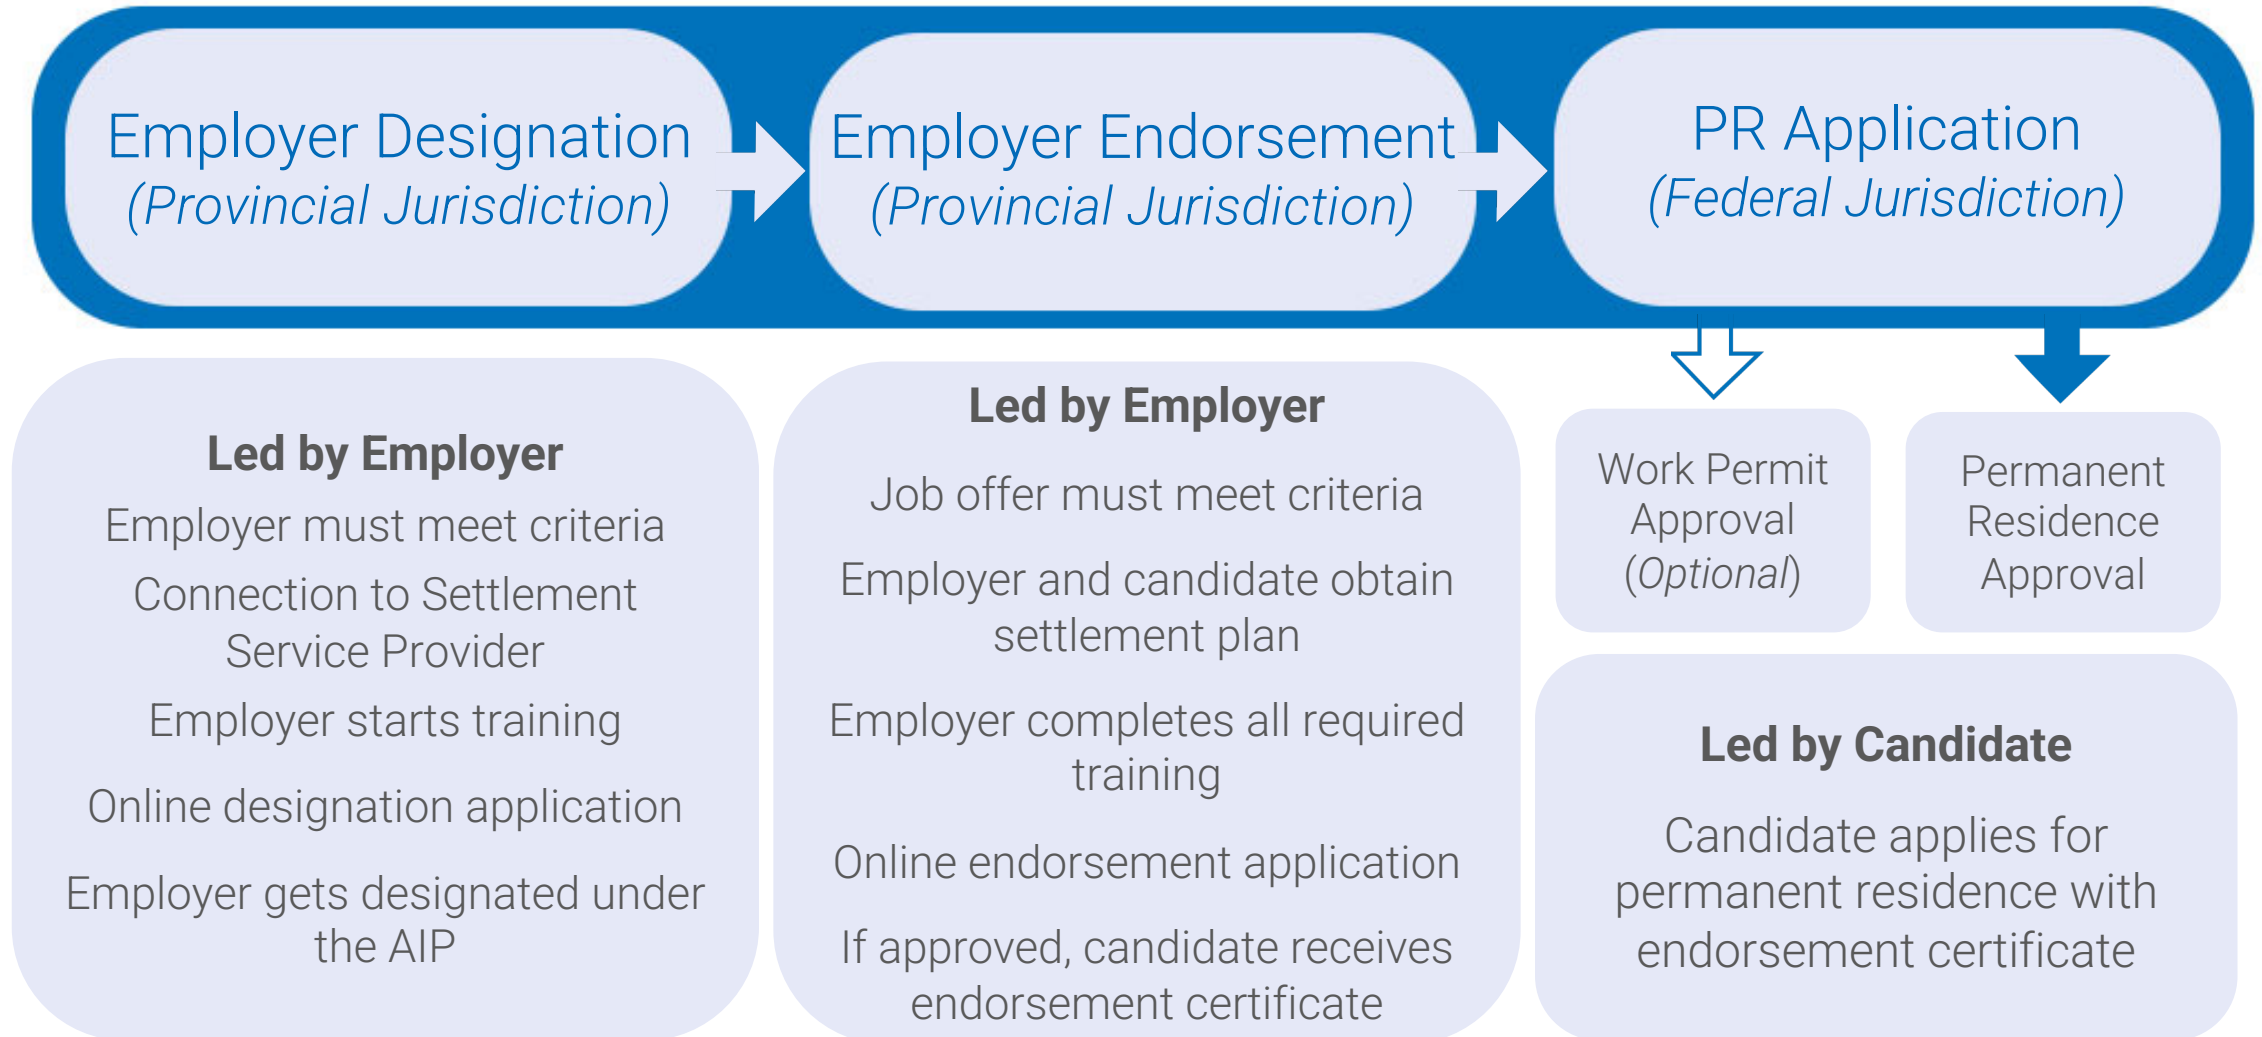 Employer Designation
(Provincial Jurisdiction)
Employer Endorsement
(Provincial Jurisdiction)
PR Application
(Federal Jurisdiction)
Led by Employer
Employer must meet criteria
Connection to Settlement
Service Provider
Employer starts training
Online designation application
Employer gets designated under
the AIP
Led by Employer
Job offer must meet criteria
Employer and candidate obtain
settlement plan
Employer completes all required
training
Online endorsement application
If approved, candidate receives
endorsement certificate
Work Permit
Approval
(Optional)
Permanent
Residence
Approval
Led by Candidate
Candidate applies for
permanent residence with
endorsement certificate